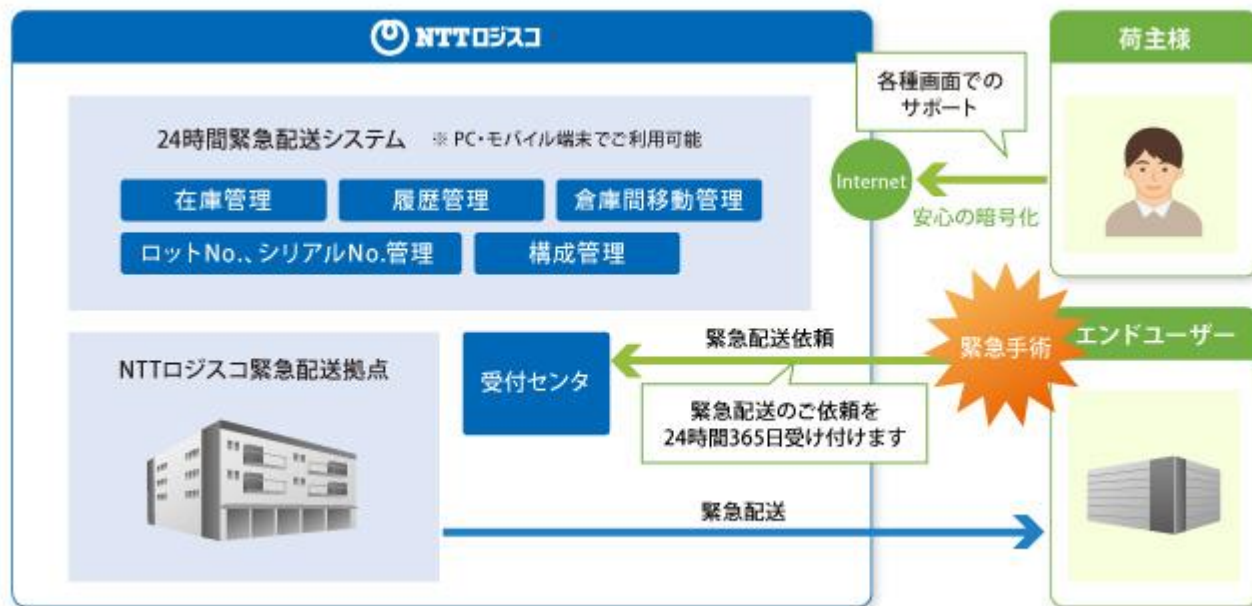 NTTロジスコ
荷主様
各種画面での
サポート
24時間緊急配送システム ※ PC・モバイル端末でご利用可能
Internet
安心の暗号化
在庫管理
履歴管理
倉庫間移動管理
ロットNo.、シリアルNo.管理
構成管理
緊急手術
エンドユーザー
NTTロジスコ緊急配送拠点
受付センタ
緊急配送依頼
緊急配送のご依頼を
24時間365日受け付けます
緊急配送